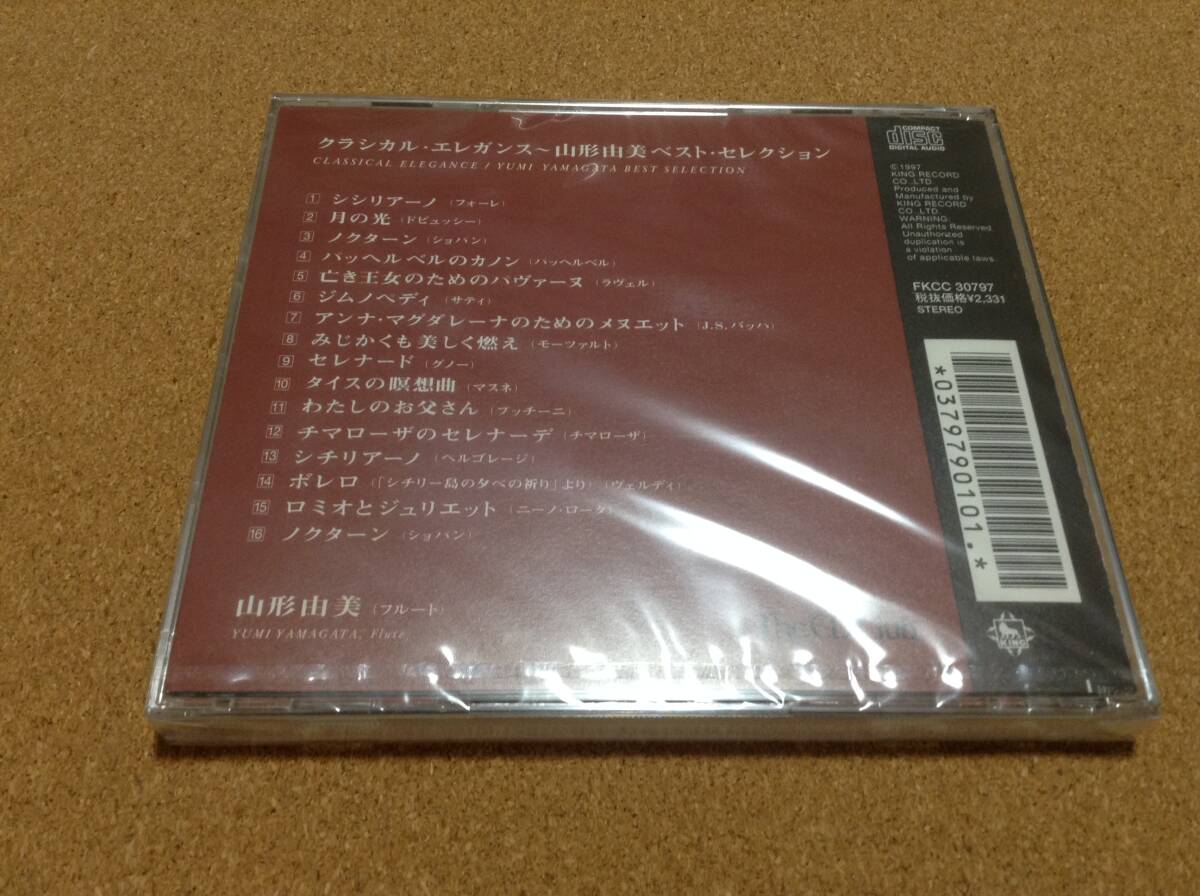 クラシカル・エレガンス～山形由美ベスト・セレクション
CLASSICAL ELEGANCE / YUMI YAMAGATA BEST SELECTION
1 シシリアーノ (フォーレ)
2 月の光 (ドビュッシー)
3 ノクターン (ショパン)
4 パッヘルベルのカノン (パッヘルベル)
5 亡き王女のためのパヴァーヌ (ラヴェル)
6 ジムノペディ (サティ)
7 アンナ・マグダレーナのためのメヌエット (J.S.バッハ)
8 みじかくも美しく燃え (モーツァルト)
9 セレナード (グノー)
10 タイスの瞑想曲 (マスネ)
11 わたしのお父さん (プッチーニ)
12 チマローザのセレナーデ (チマローザ)
13 シチリアーノ (ペルゴレージ)
14 ボレロ (「シチリー島の夕べの祈り」より) (ヴェルディ)
15 ロミオとジュリエット (ニーノ・ロータ)
16 ノクターン (ショパン)
山形由美 (フルート)
YUMI YAMAGATA, Flute
COMPACT
disc
DIGITAL AUDIO
©1997
KING RECORD
CO.,LTD.
Produced and
Manufactured by
KING RECORD
CO.,LTD.
WARNING:
All Rights Reserved.
Unauthorized
duplication is
a violation
of applicable laws.
FKCC 30797
税抜価格¥2,331
STEREO
*0379790101.*
KING